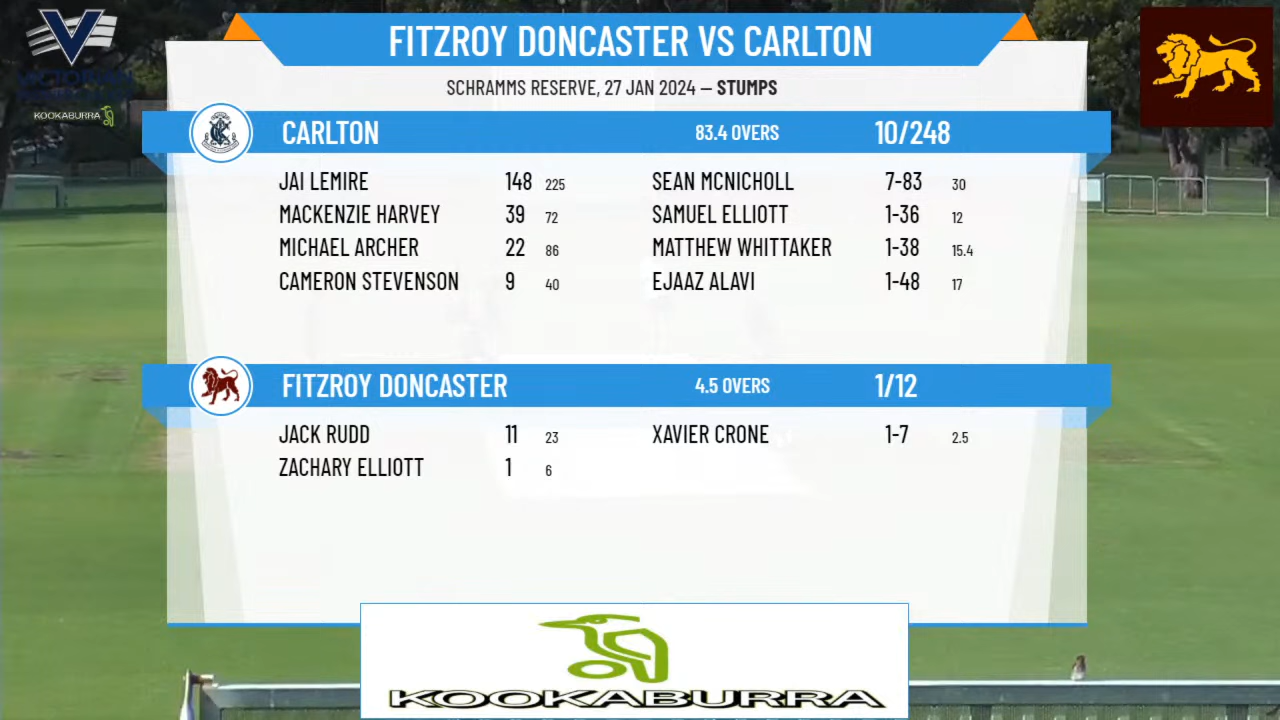 FITZROY DONCASTER VS CARLTON
SCHRAMMS RESERVE, 27 JAN 2024 – STUMPS
KOOKABURRA
CARLTON 83.4 OVERS 10/248
JAI LEMIRE 148 225 SEAN MCNICHOLL 7-83 30
MACKENZIE HARVEY 39 72 SAMUEL ELLIOTT 1-36 12
MICHAEL ARCHER 22 86 MATTHEW WHITTAKER 1-38 15.4
CAMERON STEVENSON 9 40 EJAAZ ALAVI 1-48 17
FITZROY DONCASTER 4.5 OVERS 1/12
JACK RUDD 11 23 XAVIER CRONE 1-7 2.5
ZACHARY ELLIOTT 1 6
KOOKABURRA